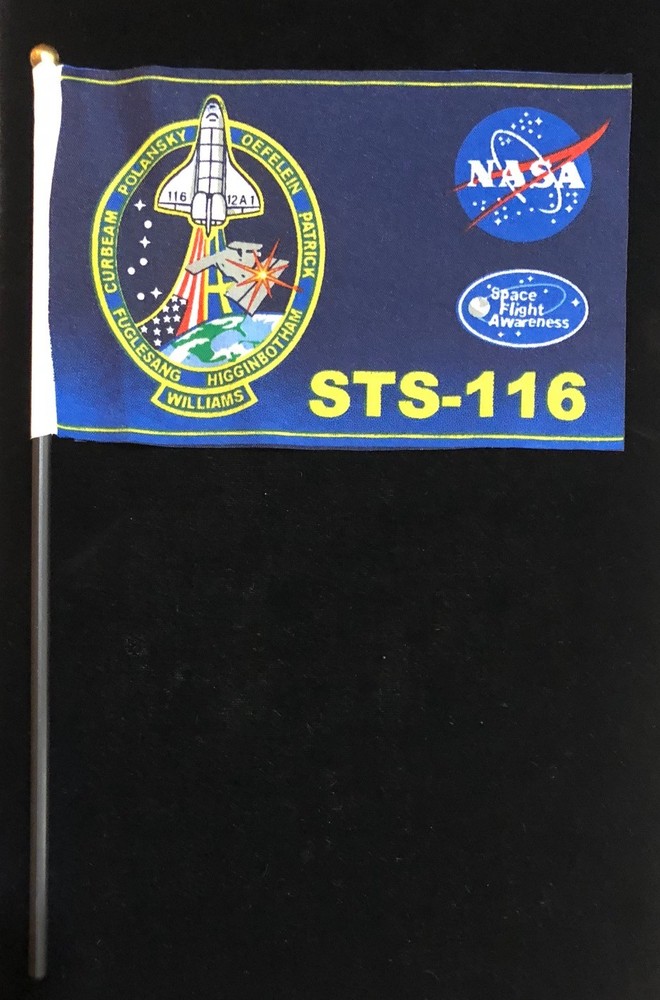 POLANSKY
OEFELEIN
CURBEAM
PATRICK
116 12A1
FUGLESANG
HIGGINBOTHAM
WILLIAMS
NASA
Space
Flight
Awareness
STS-116